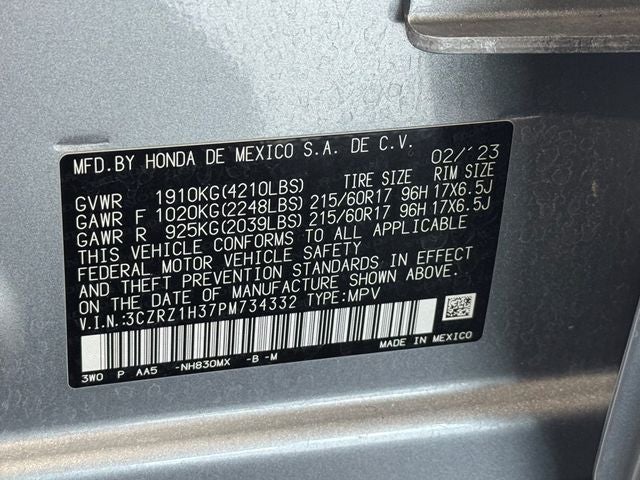 MFD.BY HONDA DE MEXICO S.A. DE C.V. 02/'23
TIRE SIZE RIM SIZE
GVWR 1910KG(4210LBS)
GAWR F 1020KG(2248LBS) 215/60R17 96H 17X6.5J
GAWR R 925KG(2039LBS) 215/60R17 96H 17X6.5J
THIS VEHICLE CONFORMS TO ALL APPLICABLE
FEDERAL MOTOR VEHICLE SAFETY
AND THEFT PREVENTION STANDARDS IN EFFECT
ON THE DATE OF MANUFACTURE SHOWN ABOVE.
V.I.N.:3CZRZ1H37PM734332 TYPE:MPV
MADE IN MEXICO
3W0 P AA5 -NH830MX -B-M